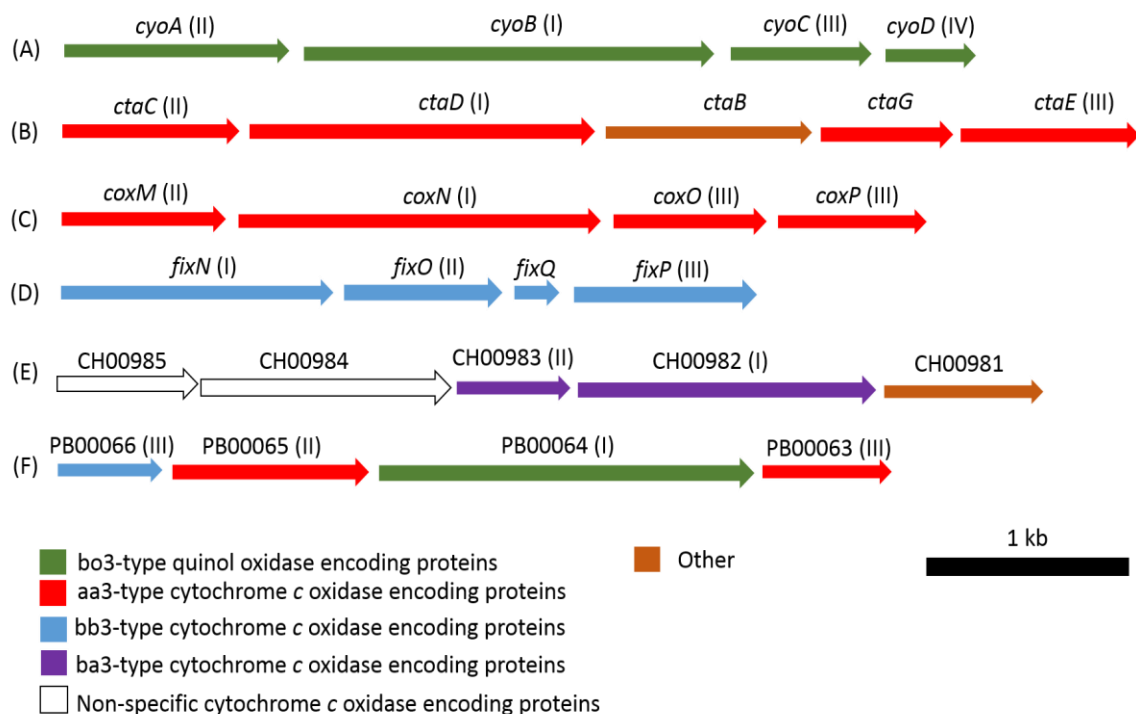 (A) cyoA (II) cyoB (I) cyoC (III) cyoD (IV)
(B) ctaC (II) ctaD (I) ctaB ctaG ctaE (III)
(C) coxM (II) coxN (I) coxO (III) coxP (III)
(D) fixN (I) fixO (II) fixQ fixP (III)
(E) CH00985 CH00984 CH00983 (II) CH00982 (I) CH00981
(F) PB00066 (III) PB00065 (II) PB00064 (I) PB00063 (III)
1 kb
bo3-type quinol oxidase encoding proteins Other
aa3-type cytochrome c oxidase encoding proteins
bb3-type cytochrome c oxidase encoding proteins
ba3-type cytochrome c oxidase encoding proteins
Non-specific cytochrome c oxidase encoding proteins